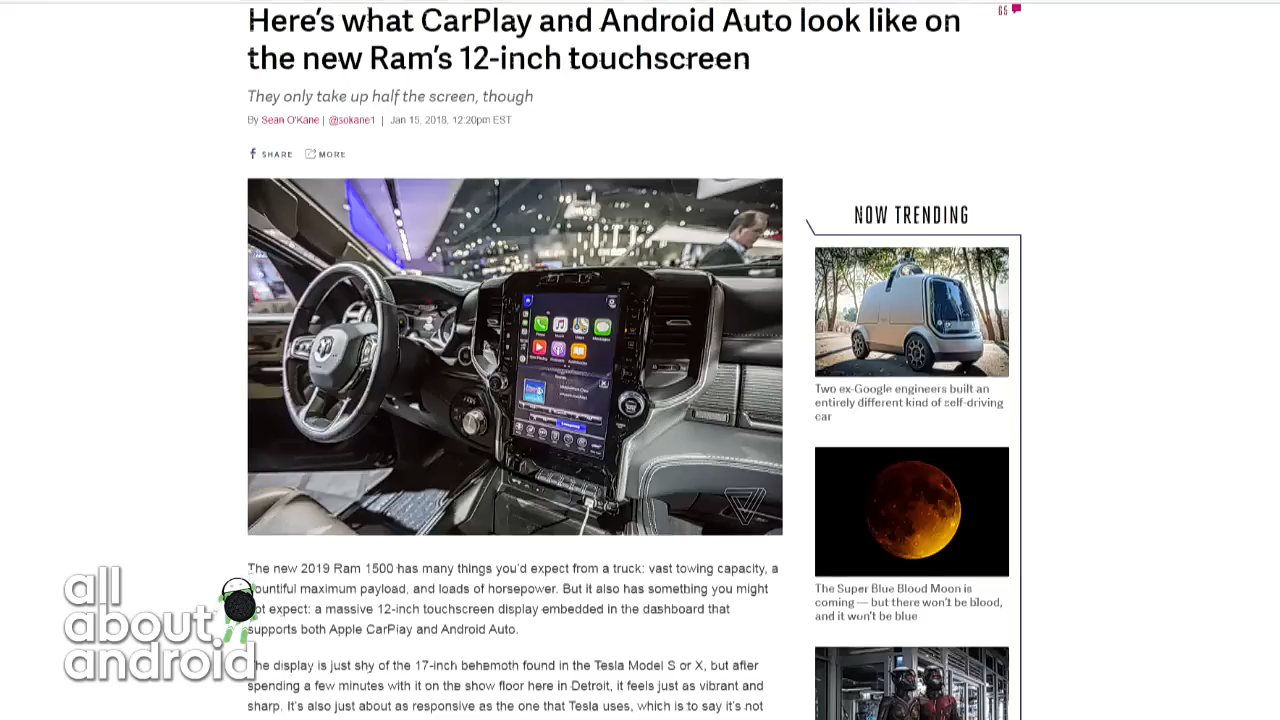 Here's what CarPlay and Android Auto look like on
the new Ram's 12-inch touchscreen
65
They only take up half the screen, though
By Sean O'Kane | @sokane1 | Jan 15, 2018, 12:20pm EST
SHARE MORE
NOW TRENDING
Two ex-Google engineers built an
entirely different kind of self-driving
car
The Super Blue Blood Moon is
coming — but there won't be blood,
and it won't be blue
The new 2019 Ram 1500 has many things you'd expect from a truck: vast towing capacity, a
bountiful maximum payload, and loads of horsepower. But it also has something you might
not expect: a massive 12-inch touchscreen display embedded in the dashboard that
supports both Apple CarPlay and Android Auto.
The display is just shy of the 17-inch behemoth found in the Tesla Model S or X, but after
spending a few minutes with it on the show floor here in Detroit, it feels just as vibrant and
sharp. It's also just about as responsive as the one that Tesla uses, which is to say it's not
all
about
android